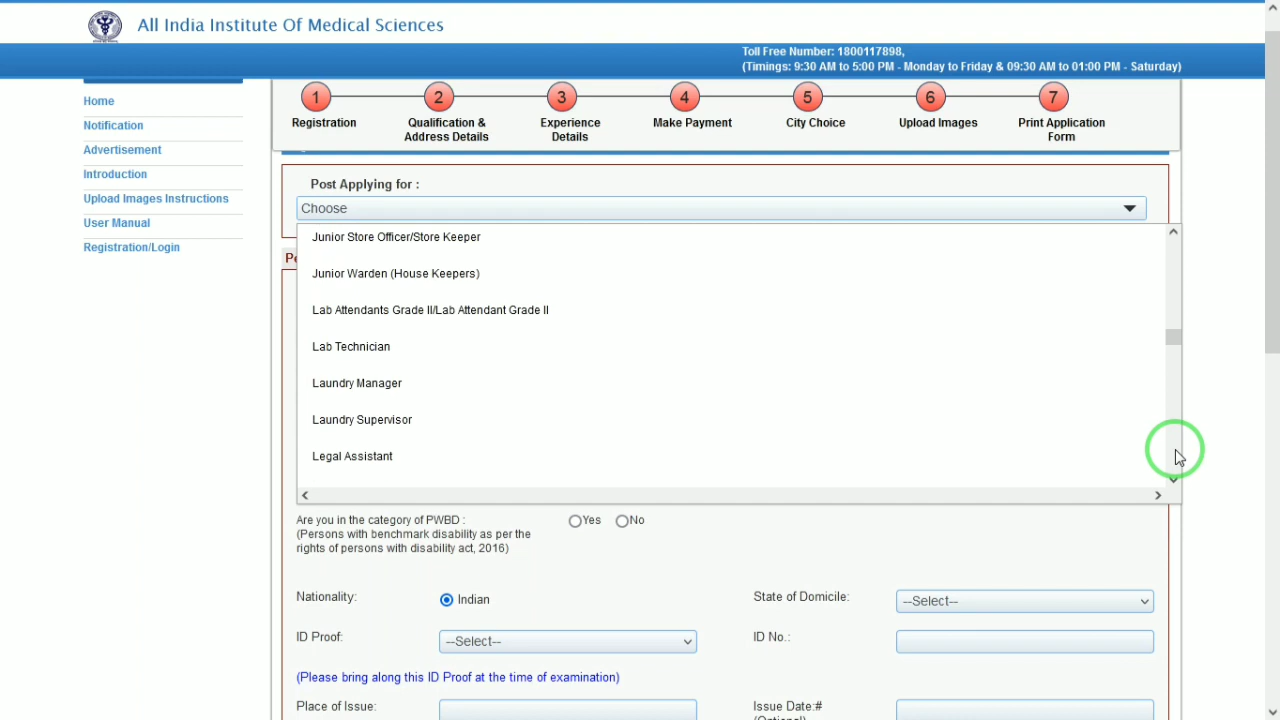 All India Institute Of Medical Sciences
Toll Free Number: 1800117898,
(Timings: 9:30 AM to 5:00 PM - Monday to Friday & 09:30 AM to 01:00 PM - Saturday)
Home
Notification
Advertisement
Introduction
Upload Images Instructions
User Manual
Registration/Login
1
Registration
2
Qualification &
Address Details
3
Experience
Details
4
Make Payment
5
City Choice
6
Upload Images
7
Print Application
Form
Post Applying for :
Choose
Junior Store Officer/Store Keeper
Junior Warden (House Keepers)
Lab Attendants Grade II/Lab Attendant Grade II
Lab Technician
Laundry Manager
Laundry Supervisor
Legal Assistant
Are you in the category of PWBD :
(Persons with benchmark disability as per the
rights of persons with disability act, 2016)
Yes No
Nationality:
Indian
State of Domicile:
--Select--
ID Proof:
--Select--
ID No.:
(Please bring along this ID Proof at the time of examination)
Place of Issue:
Issue Date:#
(Optional)